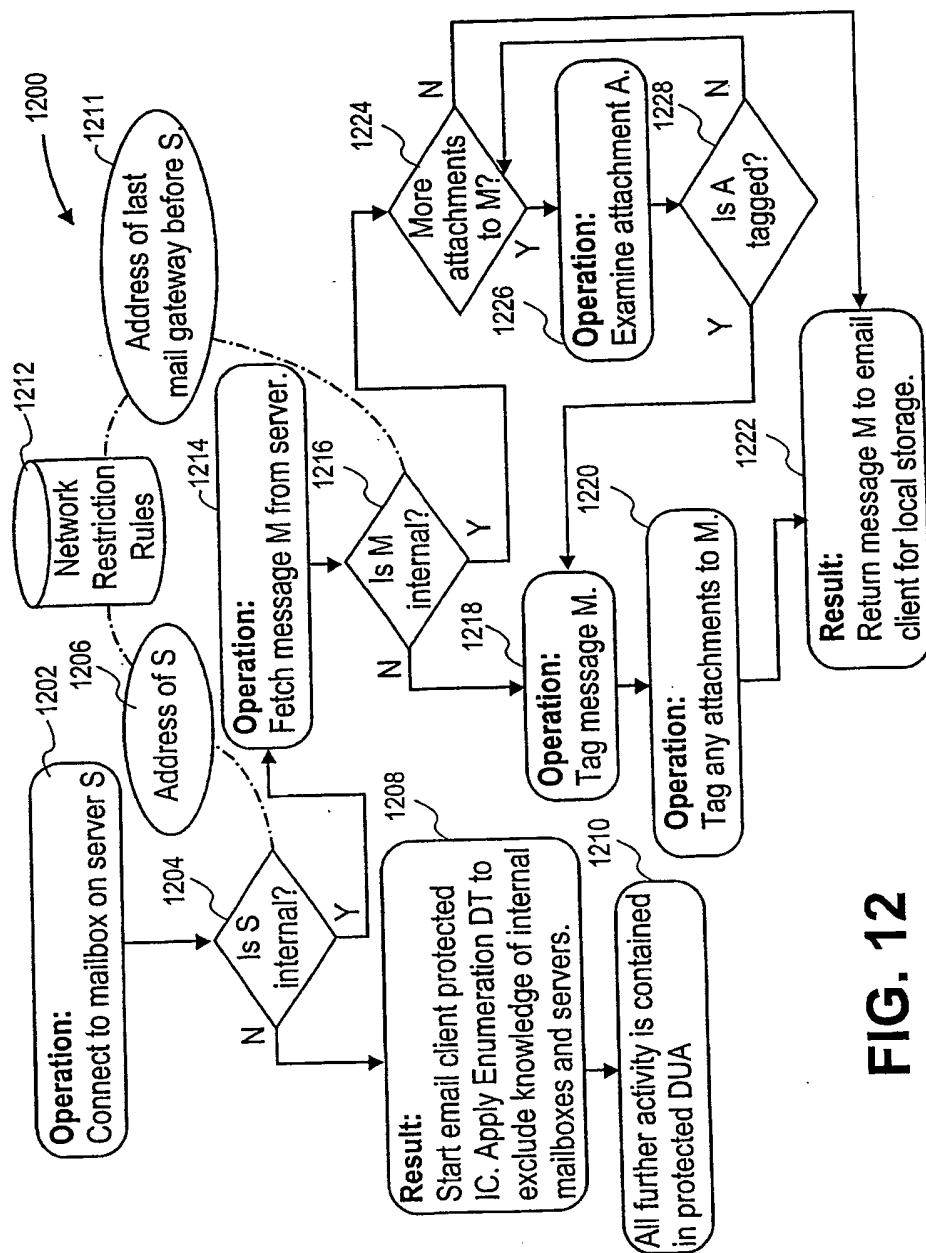 1200
1202
Operation:
Connect to mailbox on server S
1204
Is S
internal?
N
Y
1206
Address of S
1212
Network
Restriction
Rules
1211
Address of last
mail gateway before S.
1208
Result:
Start email client protected
IC. Apply Enumeration DT to
exclude knowledge of internal
mailboxes and servers.
1210
All further activity is contained
in protected DUA
1214
Operation:
Fetch message M from server.
1216
Is M
internal?
N
Y
1218
Operation:
Tag message M.
1220
Operation:
Tag any attachments to M.
1222
Result:
Return message M to email
client for local storage.
1224
More
attachments
to M?
N
Y
1226
Operation:
Examine attachment A.
1228
Is A
tagged?
N
Y
FIG. 12